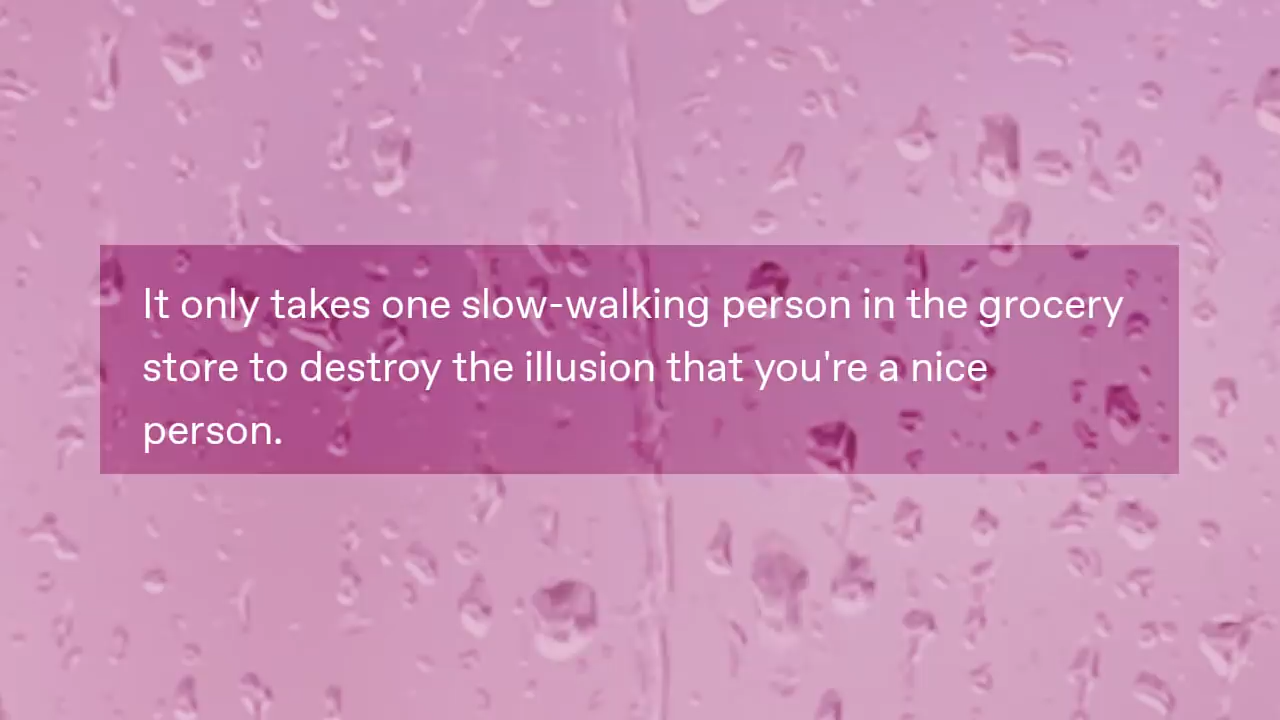 It only takes one slow-walking person in the grocery
store to destroy the illusion that you're a nice
person.